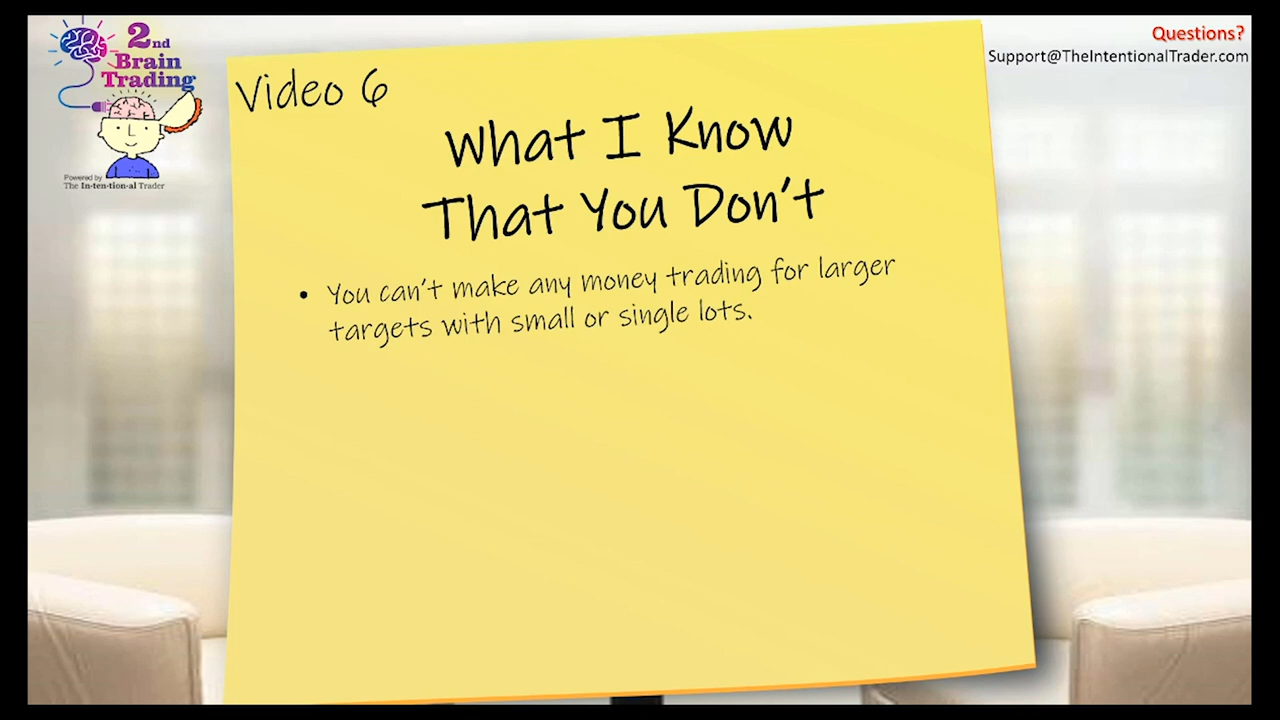 2nd
Brain
Trading
Powered by
The In·ten·tion·al Trader
Questions?
Support@TheIntentionalTrader.com
Video 6
What I Know
That You Don't
• You can't make any money trading for larger
targets with small or single lots.